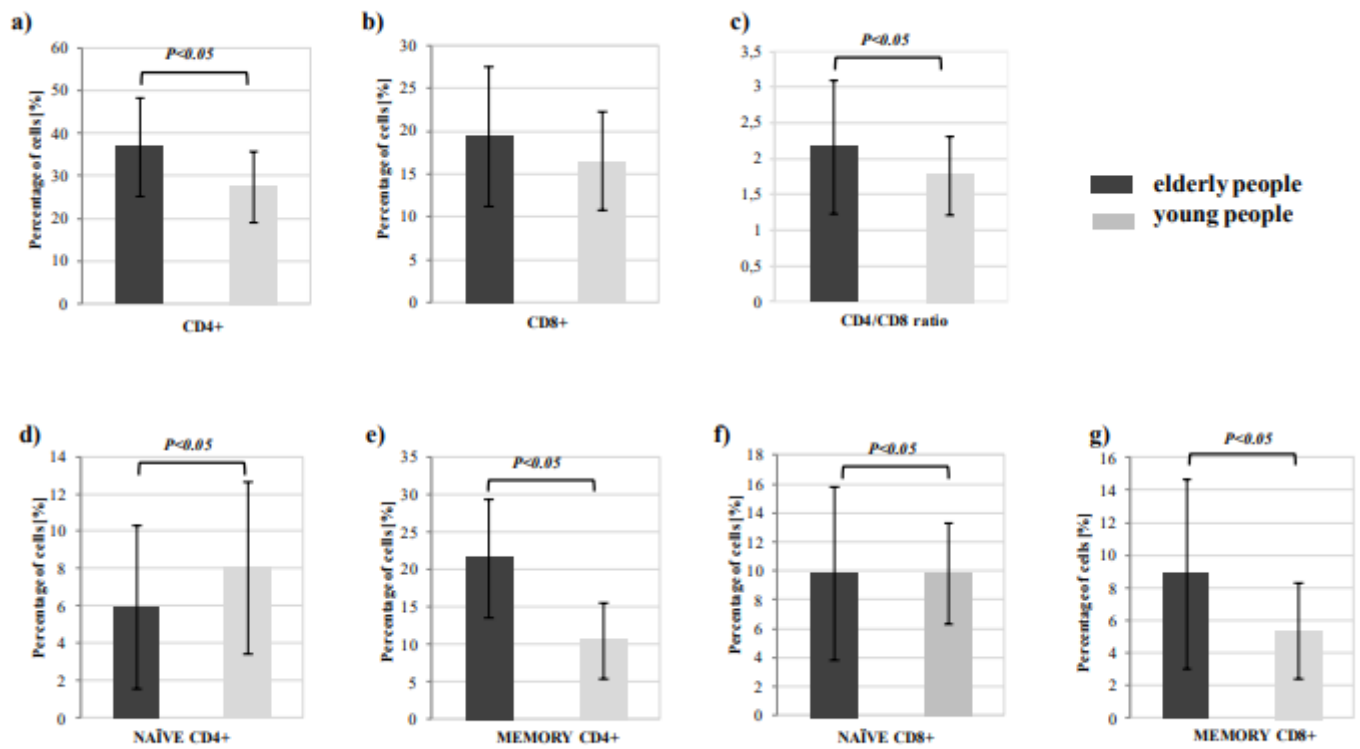 a)
P<0.05
Percentage of cells [%]
60
50
40
30
20
10
0
CD4+
b)
Percentage of cells [%]
30
25
20
15
10
5
0
CD8+
c)
P<0.05
Percentage of cells [%]
3,5
3
2,5
2
1,5
1
0,5
0
CD4/CD8 ratio
elderly people
young people
d)
P<0.05
Percentage of cells [%]
14
12
10
8
6
4
2
0
NAÏVE CD4+
e)
P<0.05
Percentage of cells [%]
35
30
25
20
15
10
5
0
MEMORY CD4+
f)
P<0.05
Percentage of cells [%]
18
16
14
12
10
8
6
4
2
0
NAÏVE CD8+
g)
P<0.05
Percentage of cells [%]
16
14
12
10
8
6
4
2
0
MEMORY CD8+